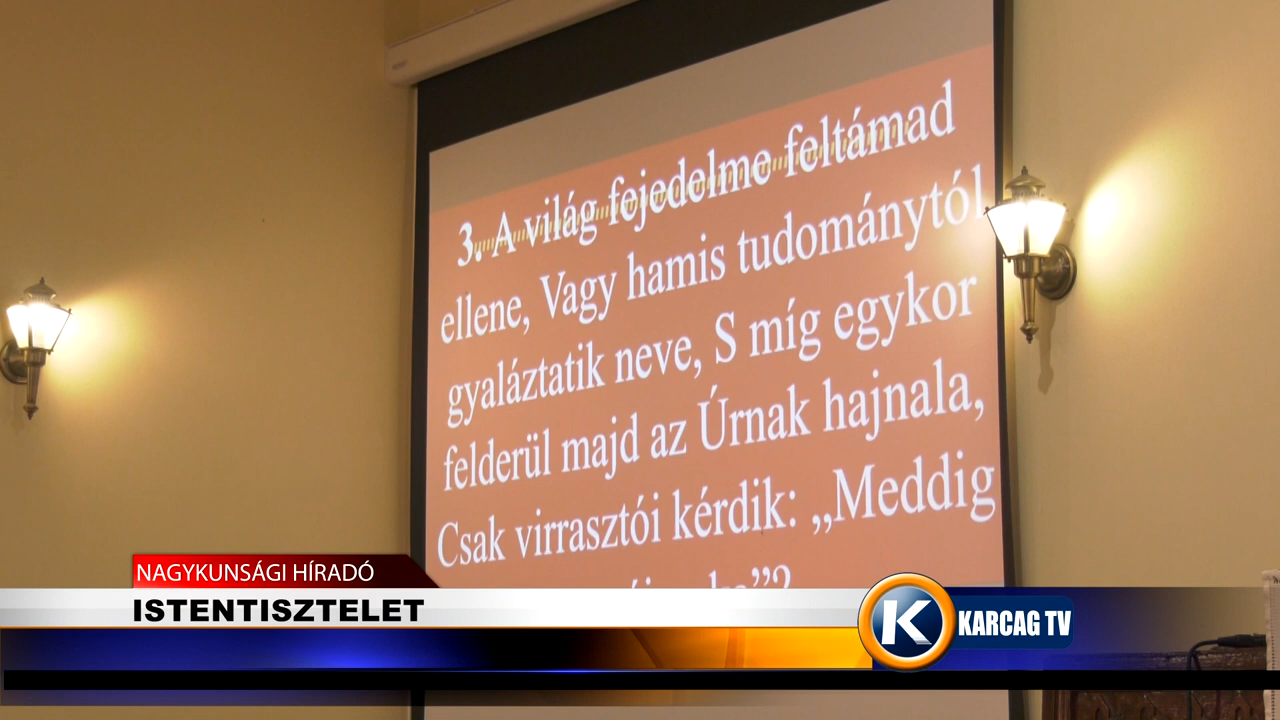 3. A világ fejedelme feltámad
ellene, Vagy hamis tudománytól
gyaláztatik neve, S míg egykor
felderül majd az Úrnak hajnala,
Csak virrasztói kérdik: „Meddig
NAGYKUNSÁGI HÍRADÓ
ISTENTISZTELET
K
KARCAG TV